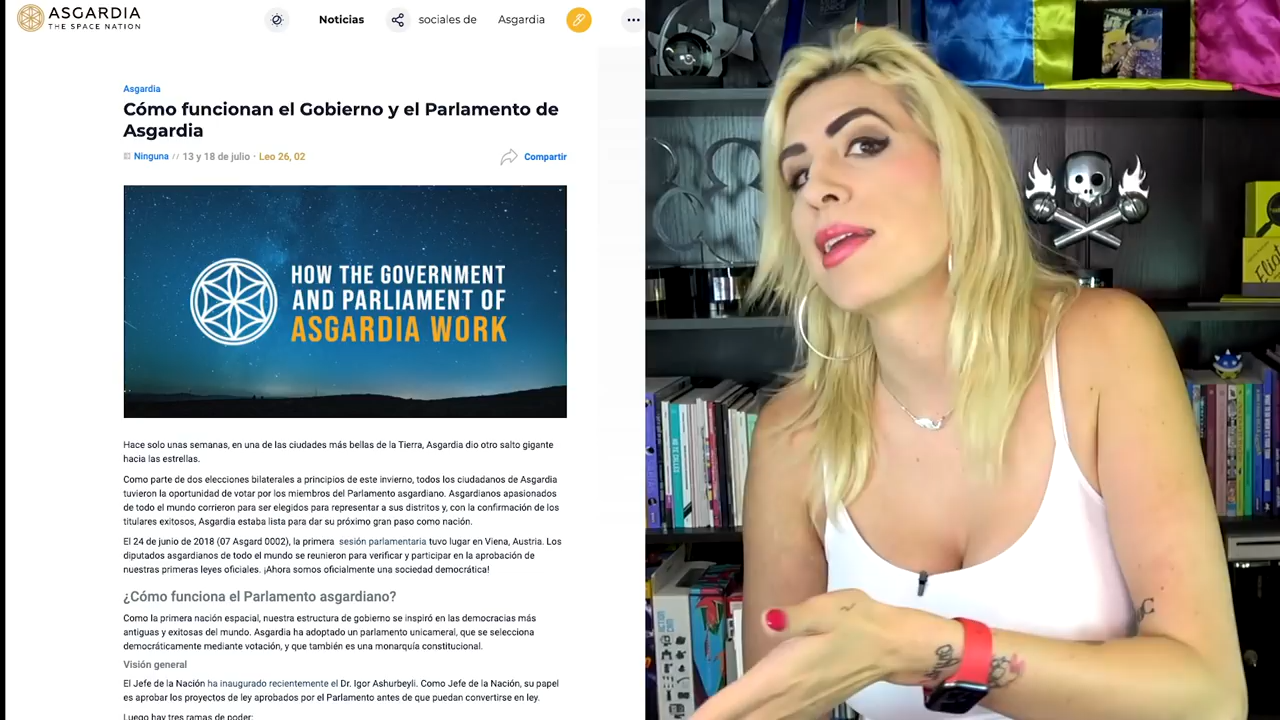 ASGARDIA
THE SPACE NATION
Noticias
sociales de
Asgardia
Asgardia
Cómo funcionan el Gobierno y el Parlamento de
Asgardia
Ninguna // 13 y 18 de julio · Leo 26, 02
Compartir
HOW THE GOVERNMENT
AND PARLIAMENT OF
ASGARDIA WORK
Hace solo unas semanas, en una de las ciudades más bellas de la Tierra, Asgardia dio otro salto gigante
hacia las estrellas.
Como parte de dos elecciones bilaterales a principios de este invierno, todos los ciudadanos de Asgardia
tuvieron la oportunidad de votar por los miembros del Parlamento asgardiano. Asgardianos apasionados
de todo el mundo corrieron para ser elegidos para representar a sus distritos y, con la confirmación de los
titulares exitosos, Asgardia estaba lista para dar su próximo gran paso como nación.
El 24 de junio de 2018 (07 Asgard 0002), la primera sesión parlamentaria tuvo lugar en Viena, Austria. Los
diputados asgardianos de todo el mundo se reunieron para verificar y participar en la aprobación de
nuestras primeras leyes oficiales. ¡Ahora somos oficialmente una sociedad democrática!
¿Cómo funciona el Parlamento asgardiano?
Como la primera nación espacial, nuestra estructura de gobierno se inspiró en las democracias más
antiguas y exitosas del mundo. Asgardia ha adoptado un parlamento unicameral, que se selecciona
democráticamente mediante votación, y que también es una monarquía constitucional.
Visión general
El Jefe de la Nación ha inaugurado recientemente el Dr. Igor Ashurbeyli. Como Jefe de la Nación, su papel
es aprobar los proyectos de ley aprobados por el Parlamento antes de que puedan convertirse en ley.
Luego hay tres ramas de poder: